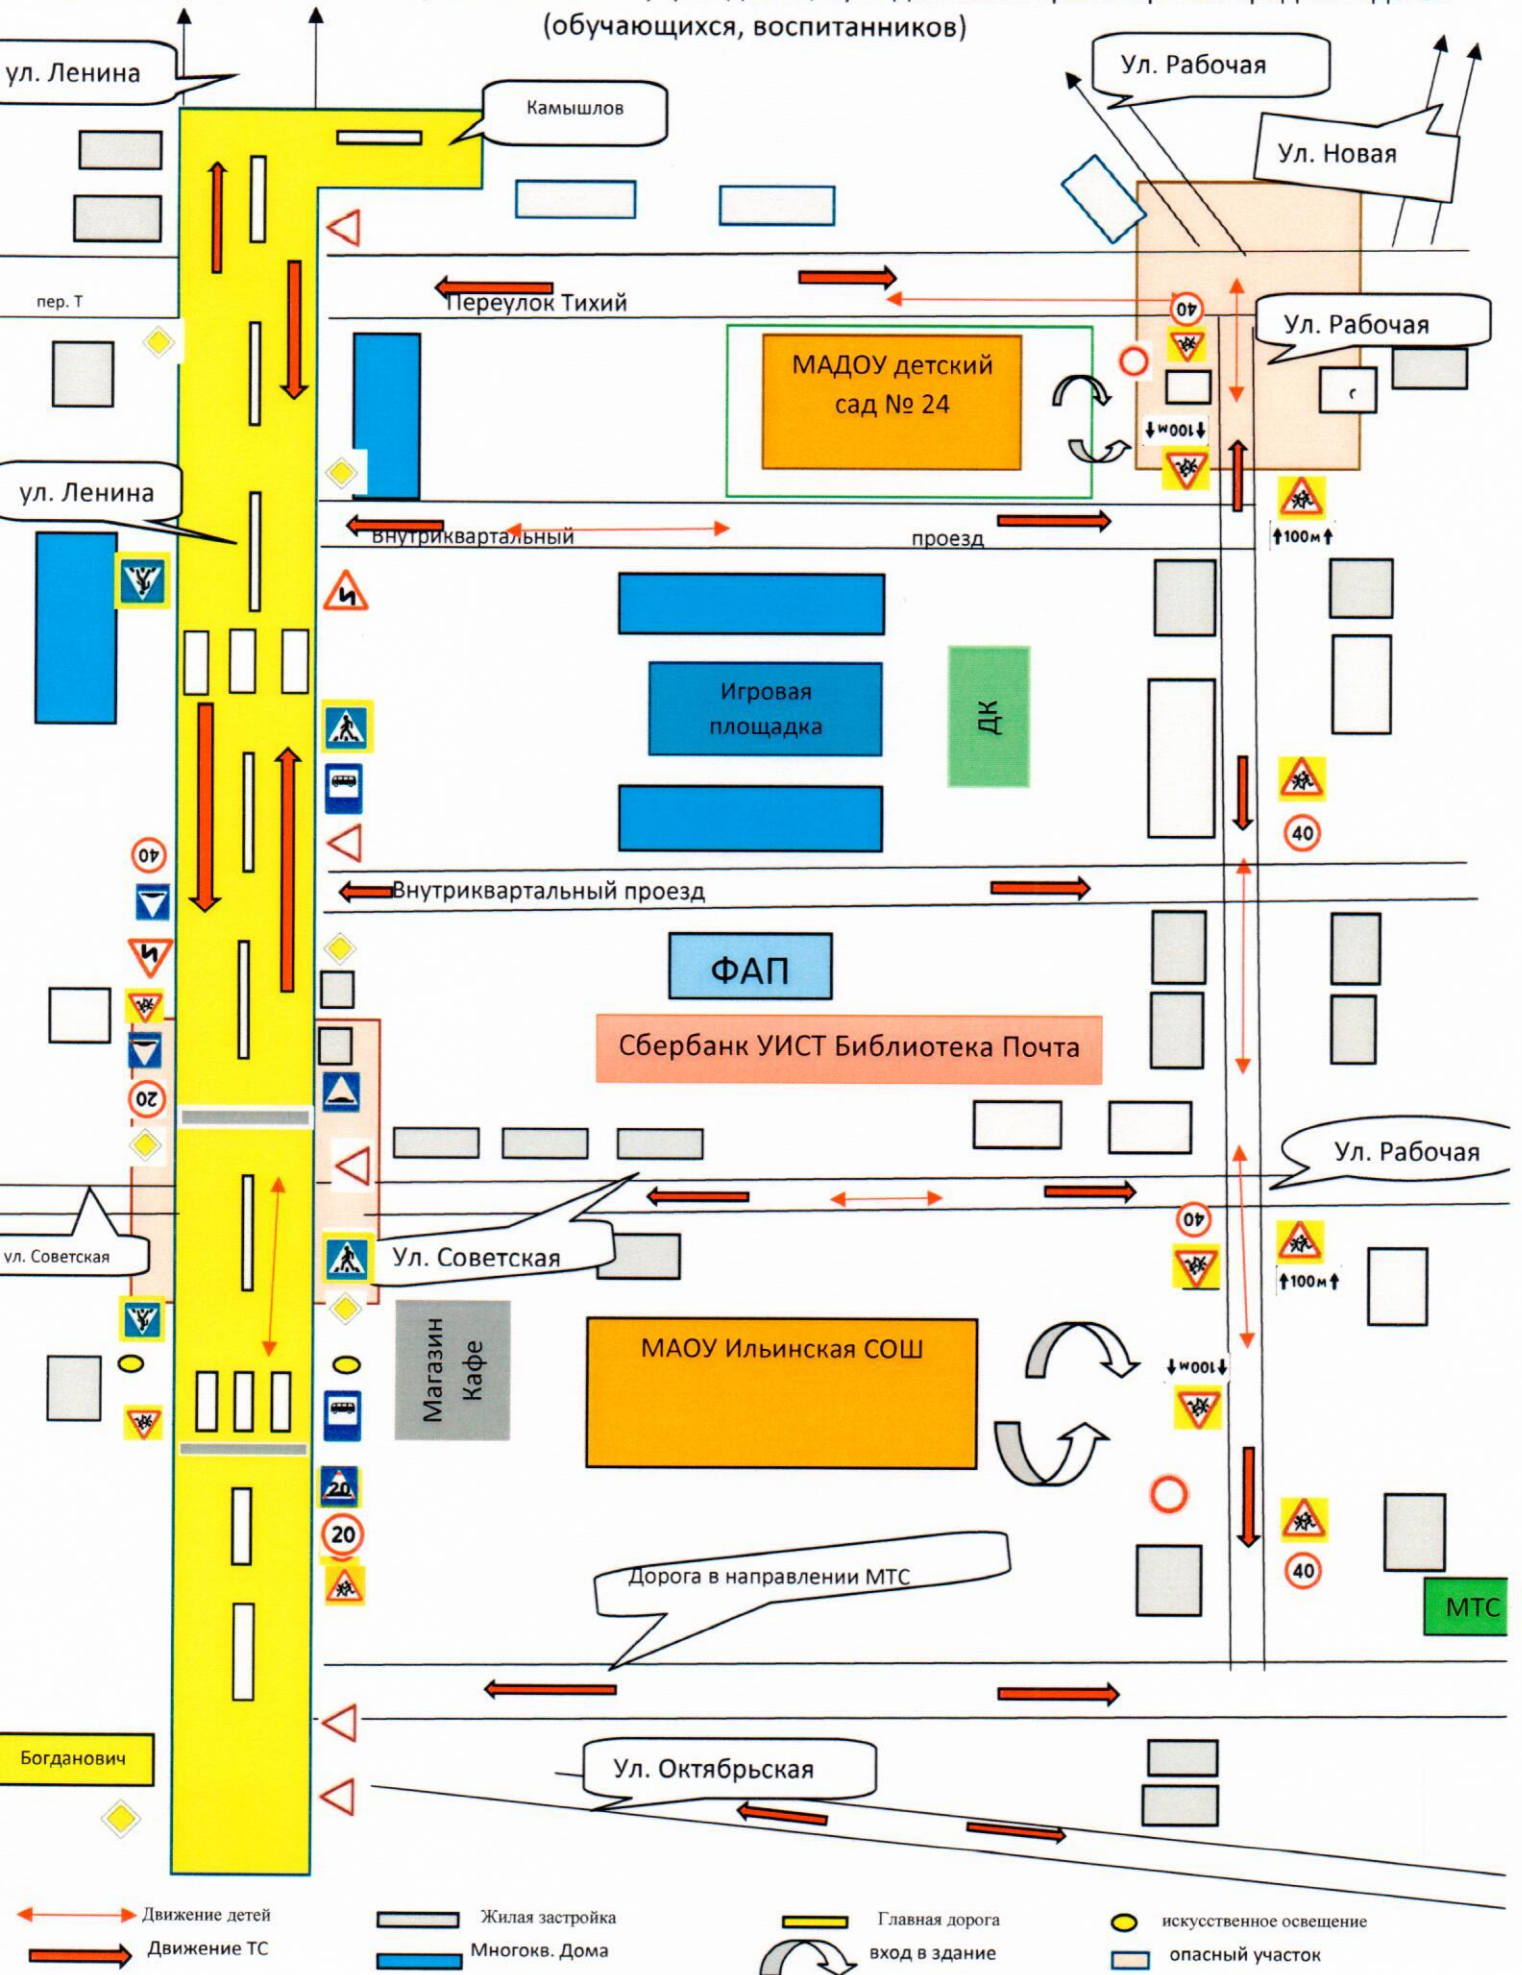 (обучающихся, воспитанников)
ул. Ленина
Ул. Рабочая
Камышлов
Ул. Новая
пер. Т
Переулок Тихий
40
Ул. Рабочая
МАДОУ детский
сад № 24
100м
ул. Ленина
Внутриквартальный проезд
100м
Игровая
площадка
ДК
40
40
Внутриквартальный проезд
ФАП
Сбербанк УИСТ Библиотека Почта
20
Ул. Рабочая
40
ул. Советская
Ул. Советская
100м
Магазин
Кафе
МАОУ Ильинская СОШ
100м
20
20
40
Дорога в направлении МТС
МТС
Богданович
Ул. Октябрьская
Движение детей
Жилая застройка
Главная дорога
искусственное освещение
Движение ТС
Многокв. Дома
вход в здание
опасный участок